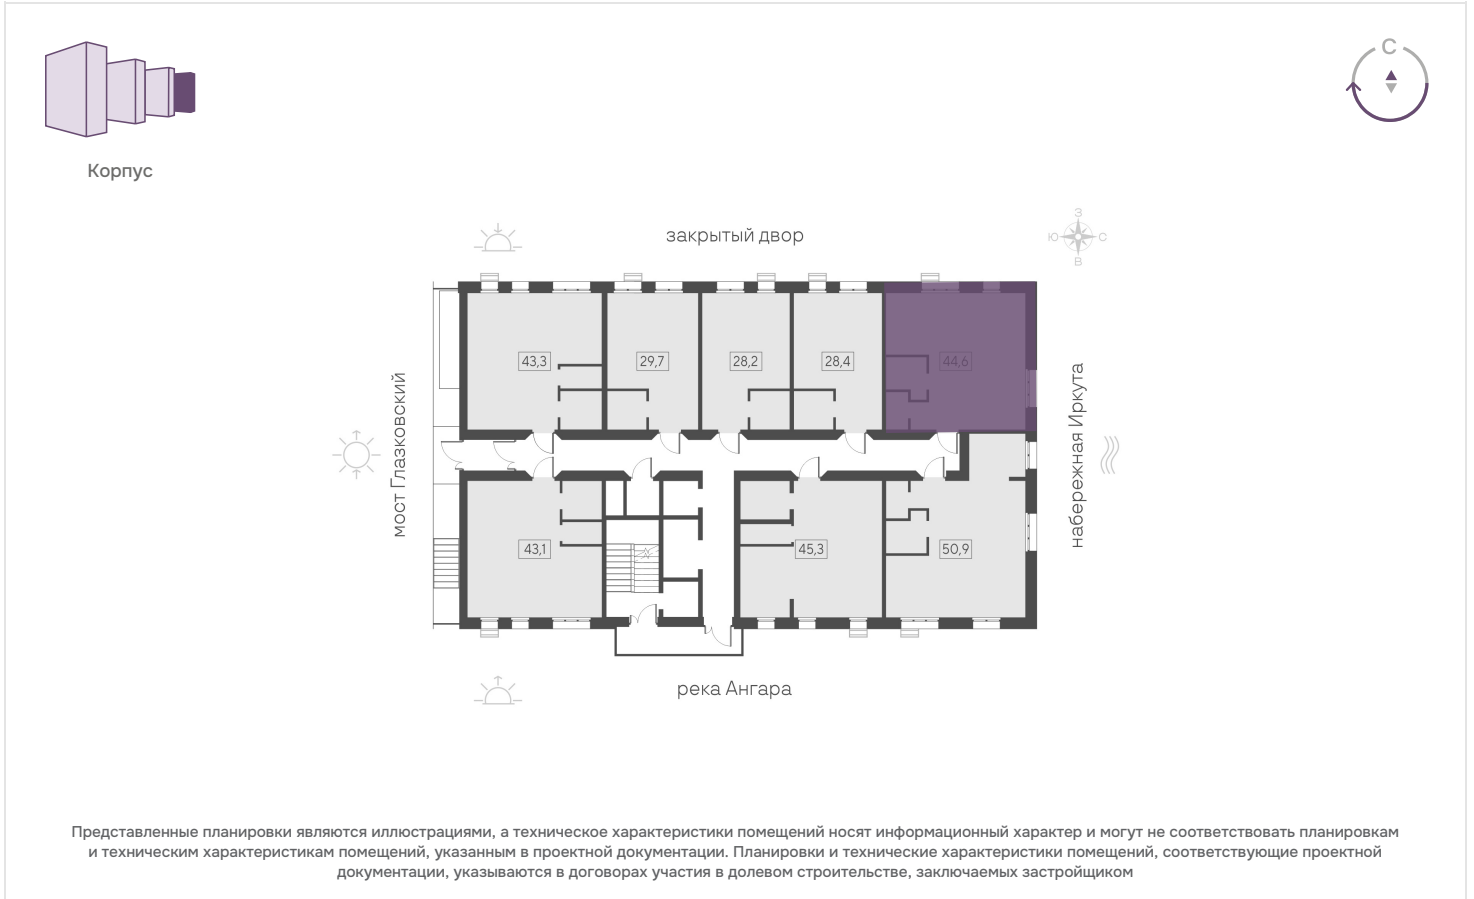 С
Корпус
закрытый двор
З
Ю
С
В
43,3
29,7
28,2
28,4
44,6
мост Глазковский
набережная Иркута
43,1
45,3
50,9
река Ангара
Представленные планировки являются иллюстрациями, а техническое характеристики помещений носят информационный характер и могут не соответствовать планировкам
и техническим характеристикам помещений, указанным в проектной документации. Планировки и технические характеристики помещений, соответствующие проектной
документации, указываются в договорах участия в долевом строительстве, заключаемых застройщиком